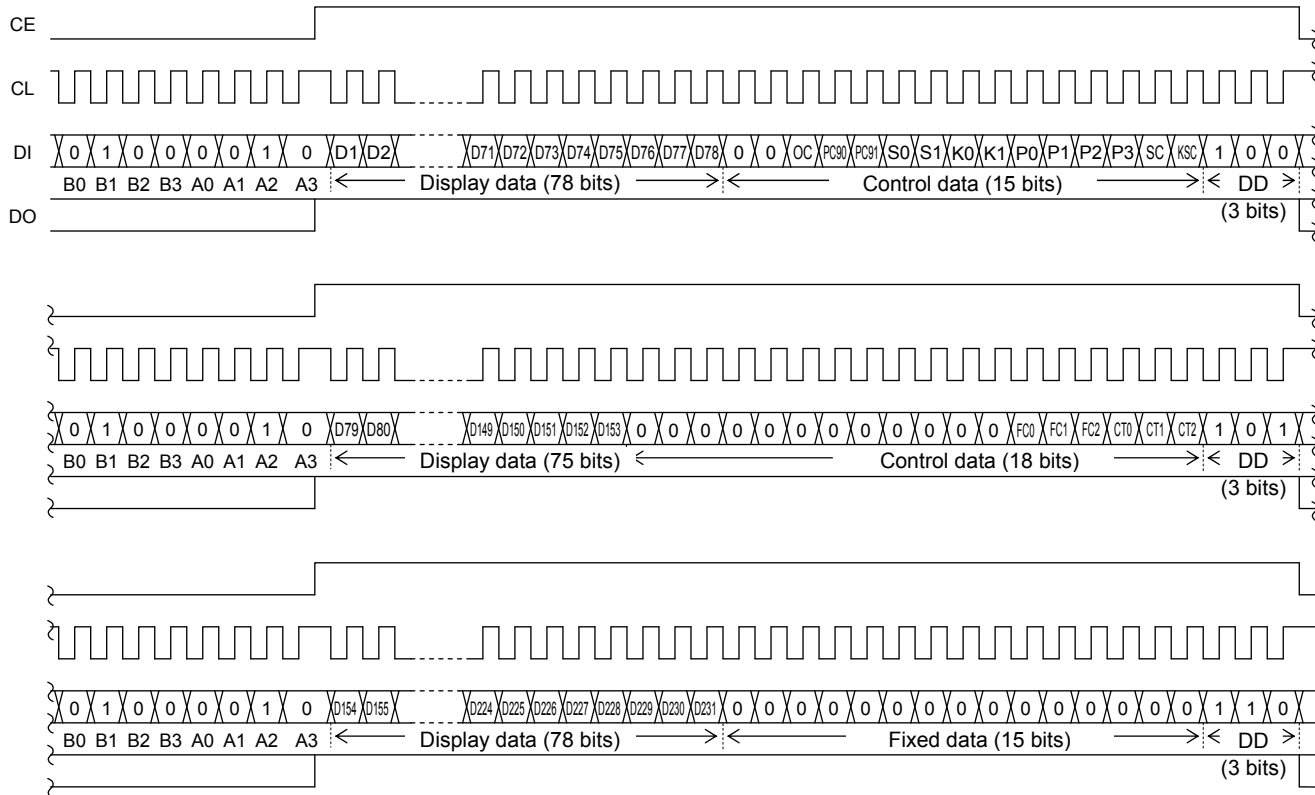 CE
CL
DI 0 1 0 0 0 0 1 0 D1 D2 D71 D72 D73 D74 D75 D76 D77 D78 0 0 OC PC90 PC91 S0 S1 K0 K1 P0 P1 P2 P3 SC KSC 1 0 0
B0 B1 B2 B3 A0 A1 A2 A3 Display data (78 bits) Control data (15 bits) DD
DO (3 bits)
0 1 0 0 0 0 1 0 D79 D80 D149 D150 D151 D152 D153 0 0 0 0 0 0 0 0 0 0 0 0 FC0 FC1 FC2 CT0 CT1 CT2 1 0 1
B0 B1 B2 B3 A0 A1 A2 A3 Display data (75 bits) Control data (18 bits) DD
(3 bits)
0 1 0 0 0 0 1 0 D154 D155 D224 D225 D226 D227 D228 D229 D230 D231 0 0 0 0 0 0 0 0 0 0 0 0 0 0 0 1 1 0
B0 B1 B2 B3 A0 A1 A2 A3 Display data (78 bits) Fixed data (15 bits) DD
(3 bits)